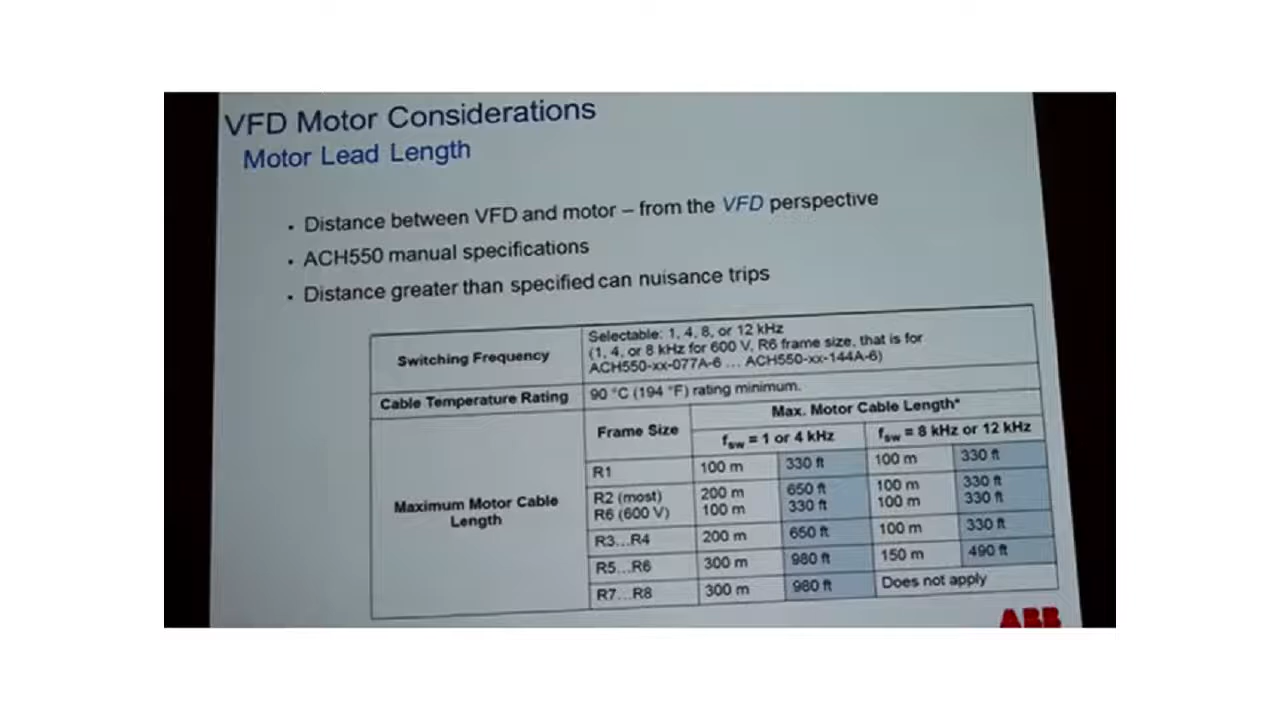 VFD Motor Considerations
Motor Lead Length
• Distance between VFD and motor – from the VFD perspective
• ACH550 manual specifications
• Distance greater than specified can nuisance trips
Switching Frequency
Selectable: 1, 4, 8, or 12 kHz
(1, 4, or 8 kHz for 600 V, R6 frame size, that is for
ACH550-xx-077A-6 … ACH550-xx-144A-6)
Cable Temperature Rating
90 °C (194 °F) rating minimum.
Maximum Motor Cable
Length
Frame Size
Max. Motor Cable Length*
fsw = 1 or 4 kHz
fsw = 8 kHz or 12 kHz
R1 100 m 330 ft 100 m 330 ft
R2 (most) 200 m 650 ft 100 m 330 ft
R6 (600 V) 100 m 330 ft 100 m 330 ft
R3…R4 200 m 650 ft 100 m 330 ft
R5…R6 300 m 980 ft 150 m 490 ft
R7…R8 300 m 980 ft Does not apply
ABB